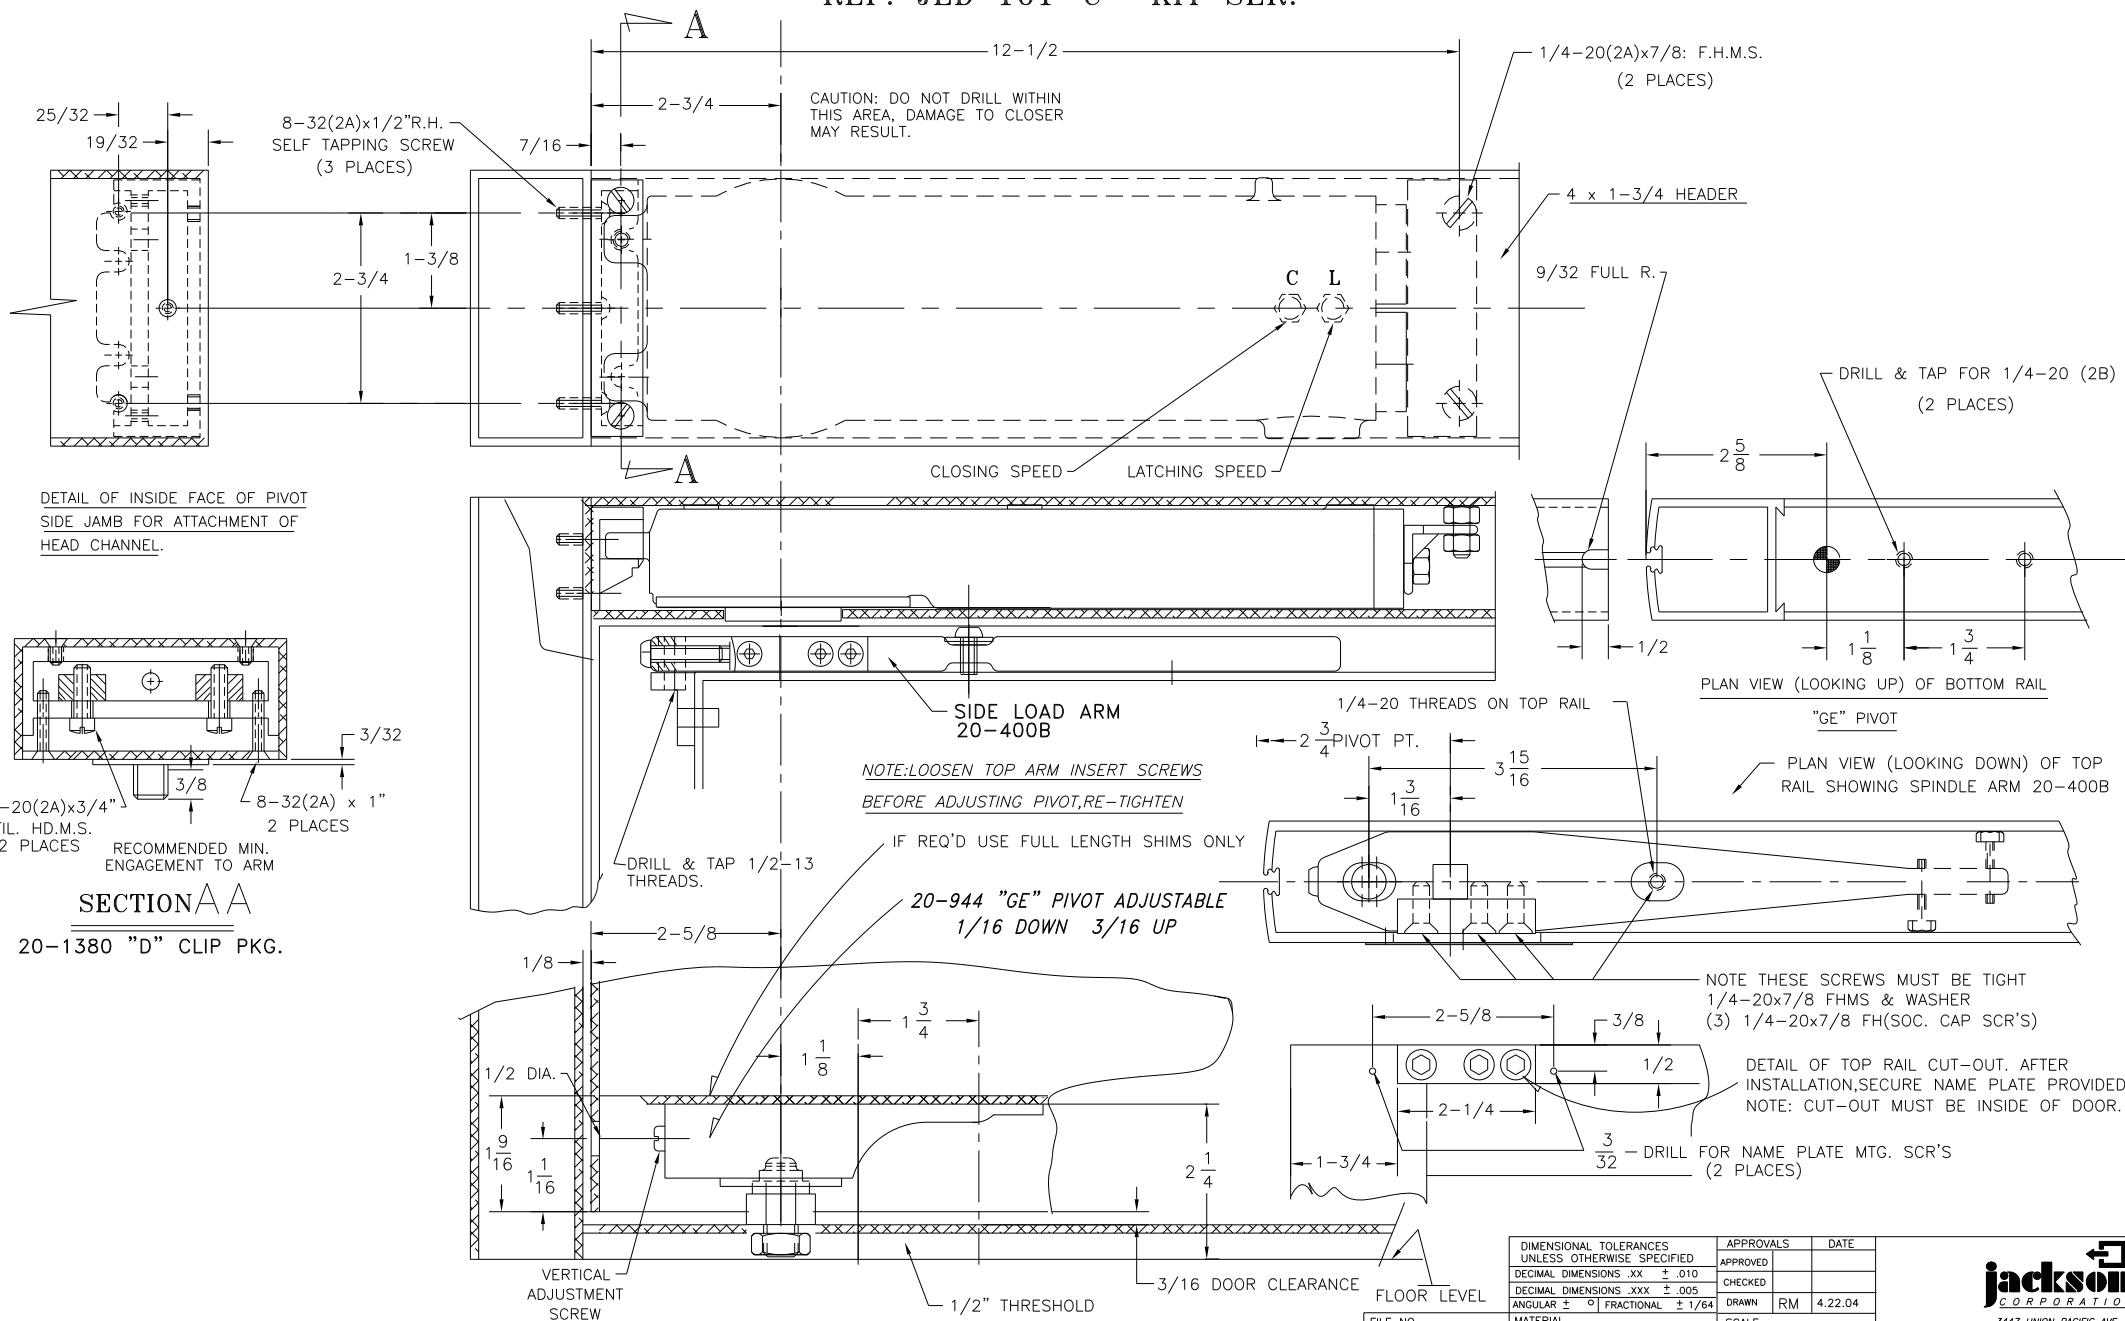 REF. JED-101-C KIT SER.
A
12-1/2
1/4-20(2A)x7/8: F.H.M.S.
(2 PLACES)
2-3/4
CAUTION: DO NOT DRILL WITHIN
THIS AREA, DAMAGE TO CLOSER
MAY RESULT.
25/32
19/32
8-32(2A)x1/2"R.H.
SELF TAPPING SCREW
(3 PLACES)
7/16
4 x 1-3/4 HEADER
2-3/4
1-3/8
C L
9/32 FULL R.
DRILL & TAP FOR 1/4-20 (2B)
(2 PLACES)
A
CLOSING SPEED
LATCHING SPEED
2 5/8
DETAIL OF INSIDE FACE OF PIVOT
SIDE JAMB FOR ATTACHMENT OF
HEAD CHANNEL.
1/2
1 1/8
1 3/4
PLAN VIEW (LOOKING UP) OF BOTTOM RAIL
"GE" PIVOT
SIDE LOAD ARM
20-400B
1/4-20 THREADS ON TOP RAIL
2 3/4 PIVOT PT.
3 15/16
1 3/16
PLAN VIEW (LOOKING DOWN) OF TOP
RAIL SHOWING SPINDLE ARM 20-400B
3/32
3/8
-20(2A)x3/4"
IL. HD.M.S.
2 PLACES
8-32(2A) x 1"
2 PLACES
RECOMMENDED MIN.
ENGAGEMENT TO ARM
SECTION A A
20-1380 "D" CLIP PKG.
NOTE:LOOSEN TOP ARM INSERT SCREWS
BEFORE ADJUSTING PIVOT,RE-TIGHTEN
IF REQ'D USE FULL LENGTH SHIMS ONLY
DRILL & TAP 1/2-13
THREADS.
20-944 "GE" PIVOT ADJUSTABLE
1/16 DOWN 3/16 UP
2-5/8
1/8
1 3/4
1 1/8
1/2 DIA.
1 9/16
1 1/16
2 1/4
NOTE THESE SCREWS MUST BE TIGHT
1/4-20x7/8 FHMS & WASHER
(3) 1/4-20x7/8 FH(SOC. CAP SCR'S)
2-5/8
3/8
1/2
2-1/4
1-3/4
DETAIL OF TOP RAIL CUT-OUT. AFTER
INSTALLATION,SECURE NAME PLATE PROVIDED
NOTE: CUT-OUT MUST BE INSIDE OF DOOR.
3/32 - DRILL FOR NAME PLATE MTG. SCR'S
(2 PLACES)
VERTICAL
ADJUSTMENT
SCREW
1/2" THRESHOLD
3/16 DOOR CLEARANCE
FLOOR LEVEL
DIMENSIONAL TOLERANCES
UNLESS OTHERWISE SPECIFIED
DECIMAL DIMENSIONS .XX ± .010
DECIMAL DIMENSIONS .XXX ± .005
ANGULAR ± ° FRACTIONAL ± 1/64
APPROVALS DATE
APPROVED
CHECKED
DRAWN RM 4.22.04
FILE NO.
MATERIAL
SCALE
jackson
CORPORATIO
3447 UNION PACIFIC AVE.